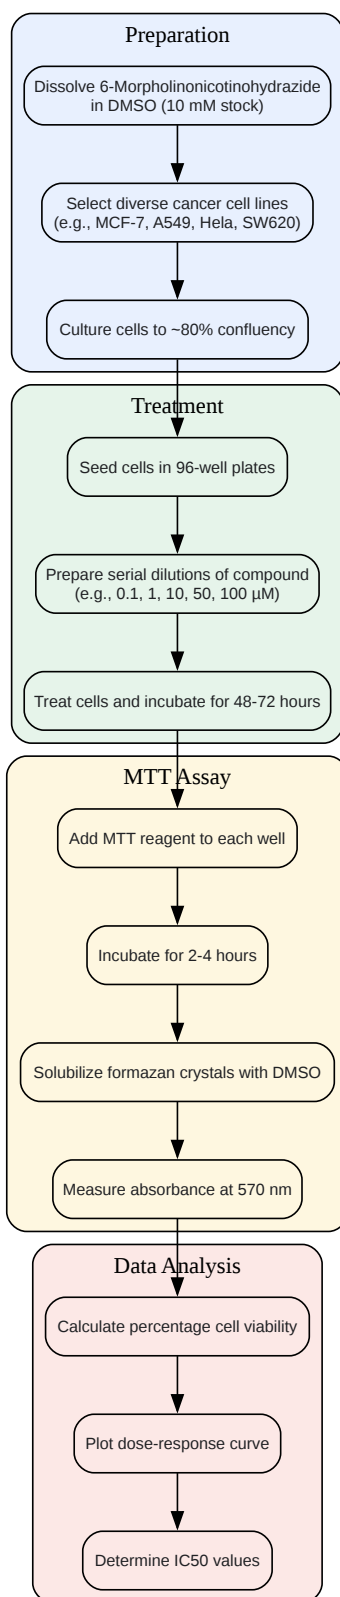 Preparation
Dissolve 6-Morpholinonicotinohydrazide
in DMSO (10 mM stock)
Select diverse cancer cell lines
(e.g., MCF-7, A549, Hela, SW620)
Culture cells to ~80% confluency
Treatment
Seed cells in 96-well plates
Prepare serial dilutions of compound
(e.g., 0.1, 1, 10, 50, 100 µM)
Treat cells and incubate for 48-72 hours
MTT Assay
Add MTT reagent to each well
Incubate for 2-4 hours
Solubilize formazan crystals with DMSO
Measure absorbance at 570 nm
Data Analysis
Calculate percentage cell viability
Plot dose-response curve
Determine IC50 values